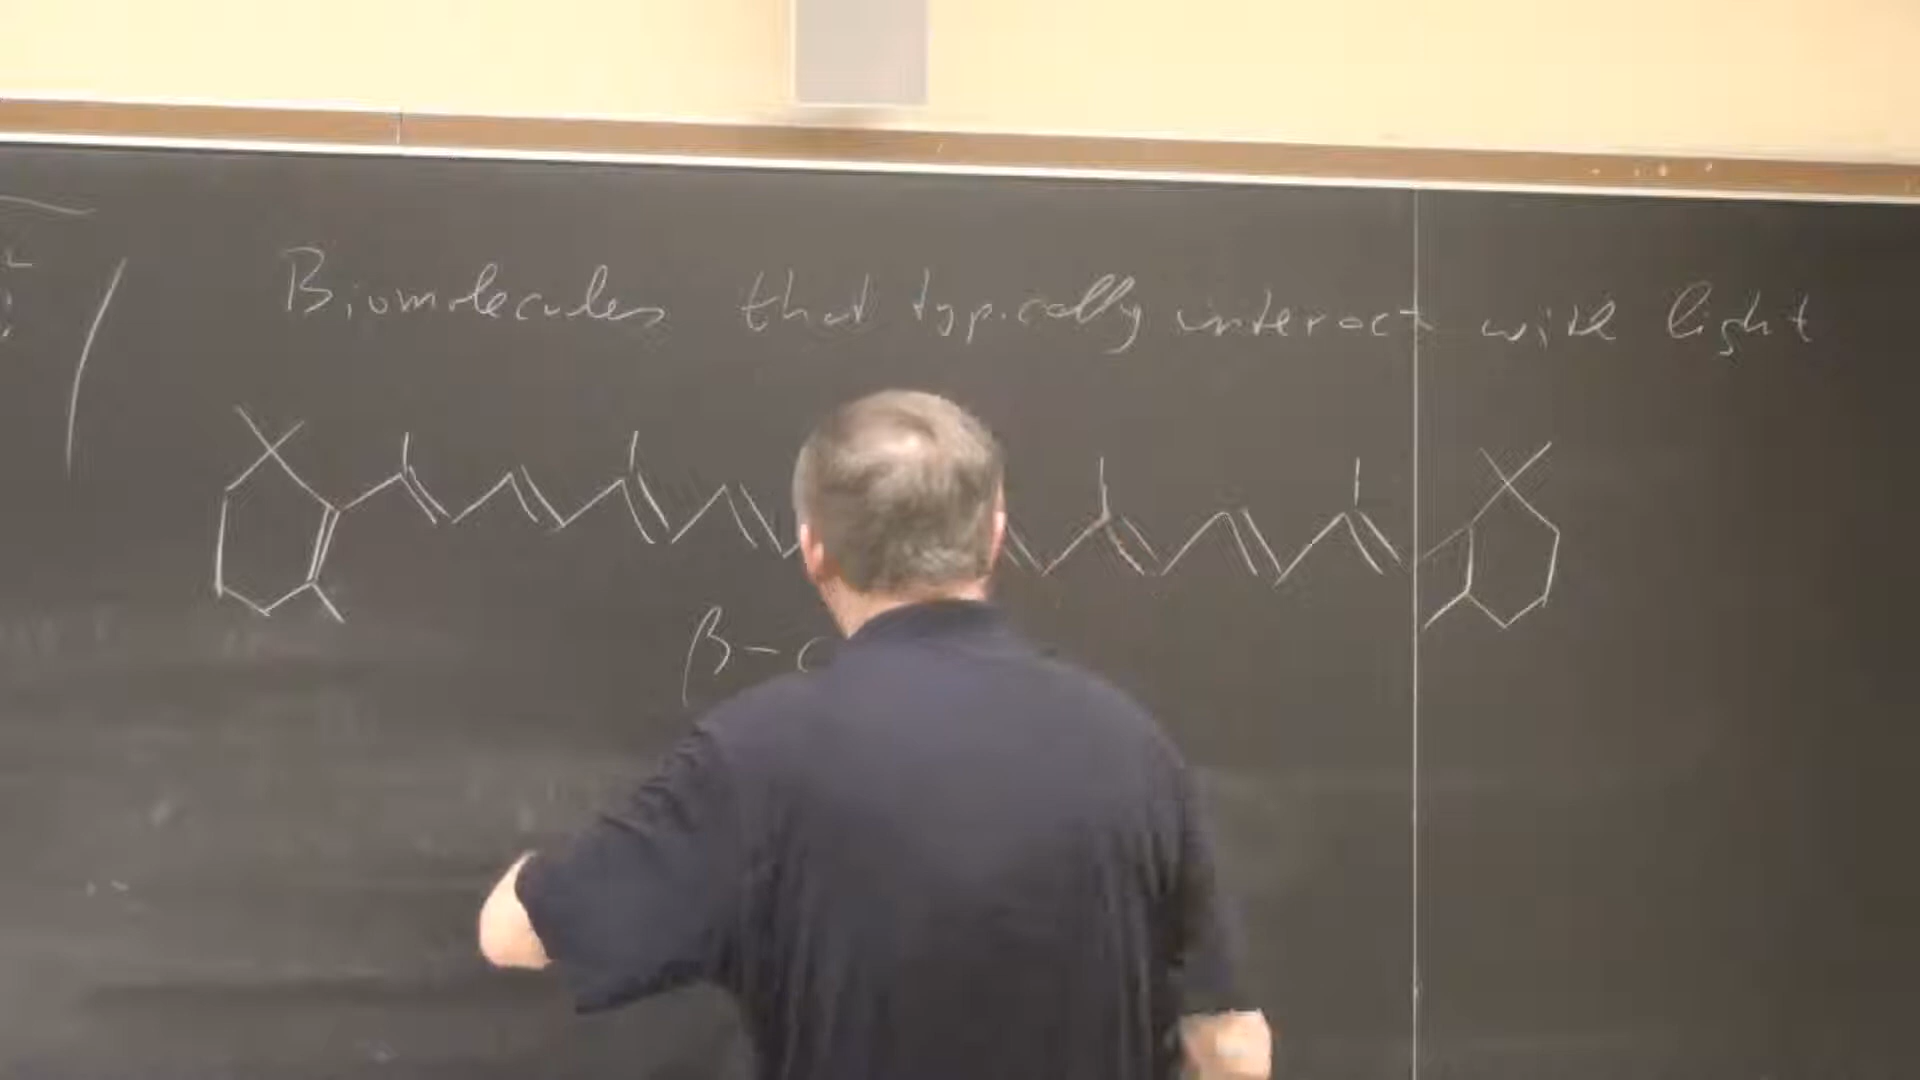 Biomolecules that typically interact with light
β-c